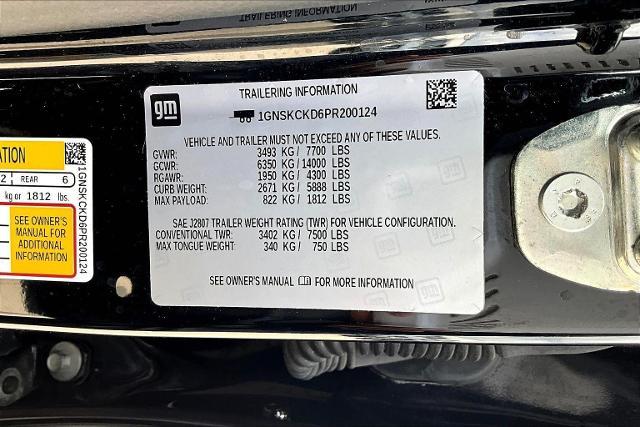 TRAILERING INFORMATION
gm
1GNSKCKD6PR200124
VEHICLE AND TRAILER MUST NOT EXCEED ANY OF THESE VALUES.
GVWR: 3493 KG / 7700 LBS
GCWR: 6350 KG / 14000 LBS
RGAWR: 1950 KG / 4300 LBS
CURB WEIGHT: 2671 KG / 5888 LBS
MAX PAYLOAD: 822 KG / 1812 LBS
SAE J2807 TRAILER WEIGHT RATING (TWR) FOR VEHICLE CONFIGURATION.
CONVENTIONAL TWR: 3402 KG / 7500 LBS
MAX TONGUE WEIGHT: 340 KG / 750 LBS
SEE OWNER'S MANUAL FOR MORE INFORMATION
ATION
2 REAR 6
kg or 1812 lbs.
SEE OWNER'S
MANUAL FOR
ADDITIONAL
INFORMATION
1GNSKCKD6PR200124